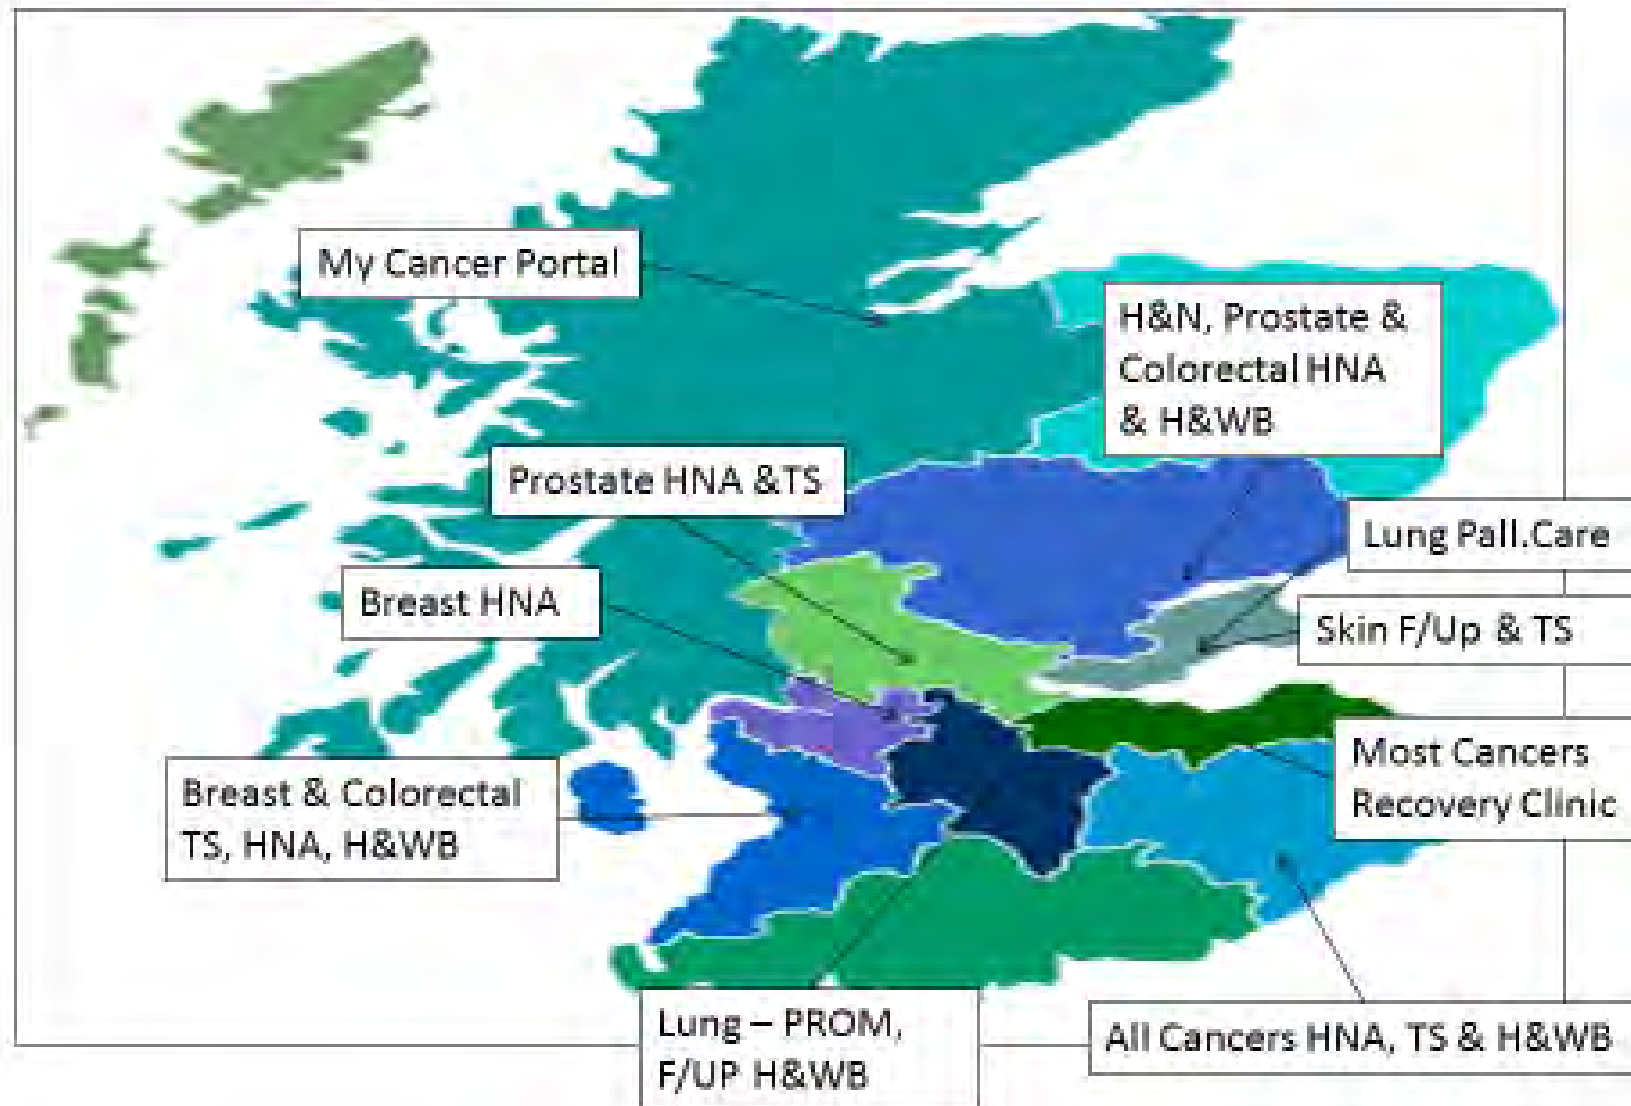 My Cancer Portal
H&N, Prostate &
Colorectal HNA
& H&WB
Prostate HNA &TS
Lung Pall.Care
Breast HNA
Skin F/Up & TS
Most Cancers
Recovery Clinic
Breast & Colorectal
TS, HNA, H&WB
Lung – PROM,
F/UP H&WB
All Cancers HNA, TS & H&WB